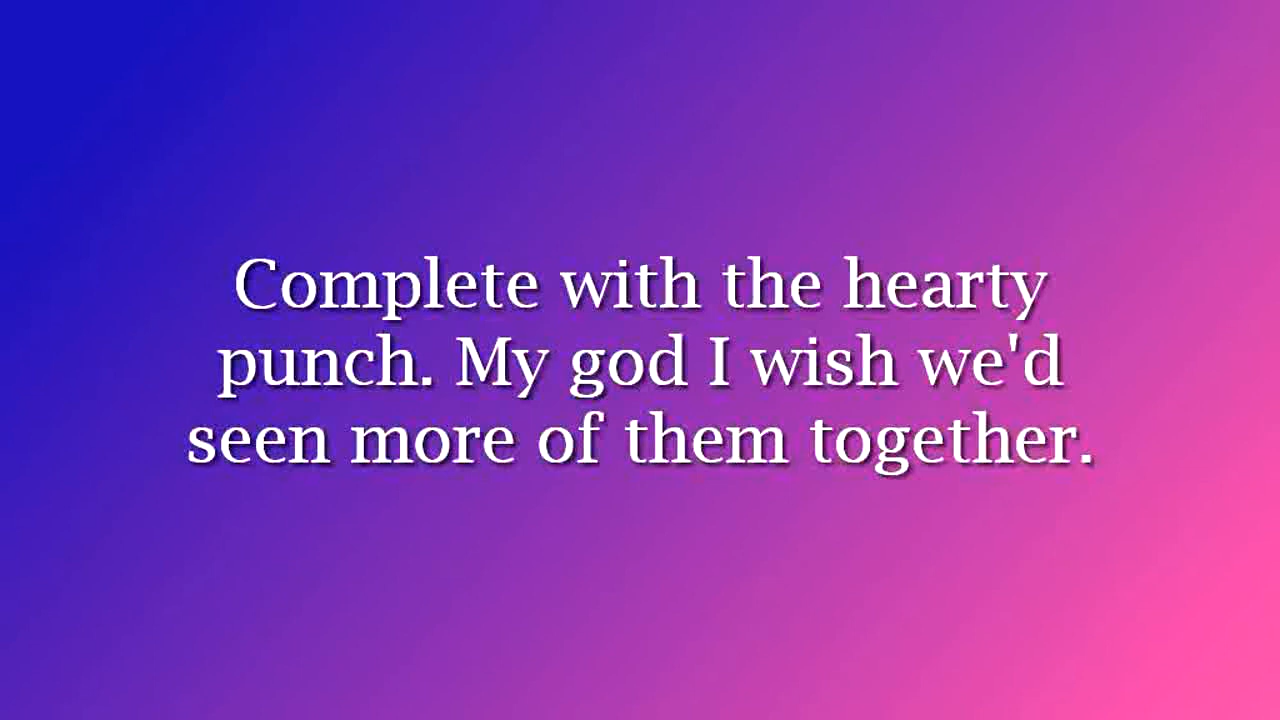 Complete with the hearty
punch. My god I wish we'd
seen more of them together.